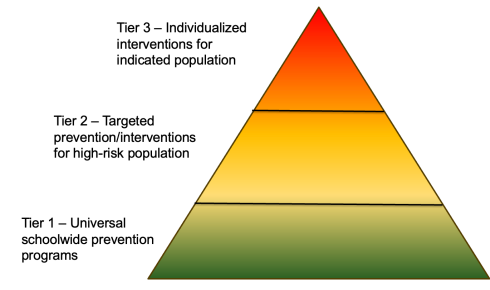 Tier 3 – Individualized
interventions for
indicated population
Tier 2 – Targeted
prevention/interventions
for high-risk population
Tier 1 – Universal
schoolwide prevention
programs